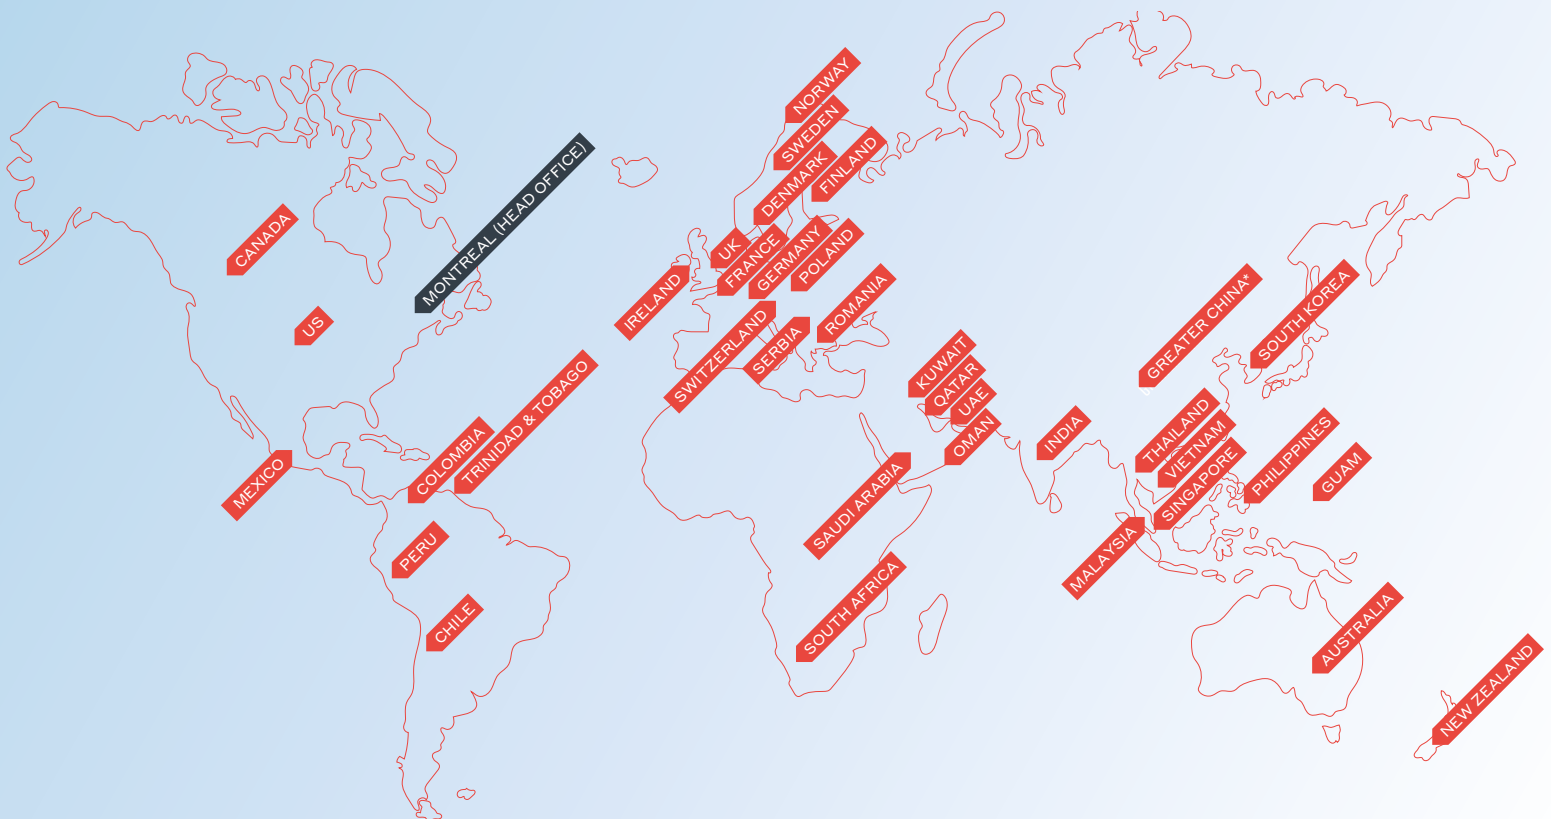 NORWAY
SWEDEN
DENMARK
FINLAND
MONTREAL (HEAD OFFICE)
CANADA
US
UK
FRANCE
GERMANY
POLAND
IRELAND
ROMANIA
SWITZERLAND
SERBIA
GREATER CHINA*
SOUTH KOREA
KUWAIT
QATAR
UAE
OMAN
INDIA
THAILAND
VIETNAM
SINGAPORE
PHILIPPINES
GUAM
TRINIDAD & TOBAGO
COLOMBIA
MEXICO
SAUDI ARABIA
PERU
MALAYSIA
SOUTH AFRICA
CHILE
AUSTRALIA
NEW ZEALAND